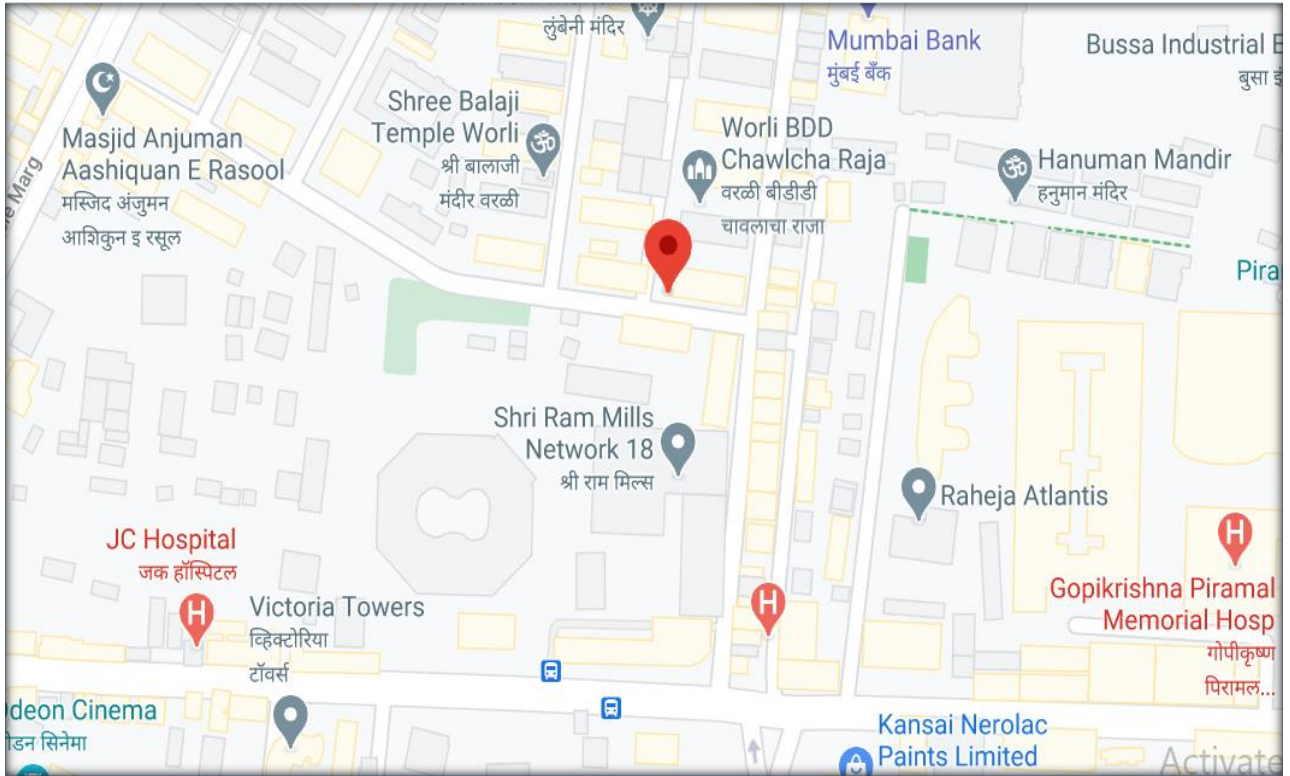 लुंबेनी मंदिर
Mumbai Bank
मुंबई बँक
Bussa Industrial E
बुसा इं
Masjid Anjuman
Aashiquan E Rasool
मस्जिद अंजुमन
आशिकुन इ रसूल
Shree Balaji
Temple Worli
श्री बालाजी
मंदीर वरळी
Worli BDD
Chawlcha Raja
वरळी बीडीडी
चावलाचा राजा
Hanuman Mandir
हनुमान मंदिर
Marg
Pira
Shri Ram Mills
Network 18
श्री राम मिल्स
Raheja Atlantis
JC Hospital
जक हॉस्पिटल
H
H
H
Victoria Towers
व्हिक्टोरिया
टॉवर्स
Gopikrishna Piramal
Memorial Hosp
गोपीकृष्ण
पिरामल...
deon Cinema
डन सिनेमा
Kansai Nerolac
Paints Limited
Activate